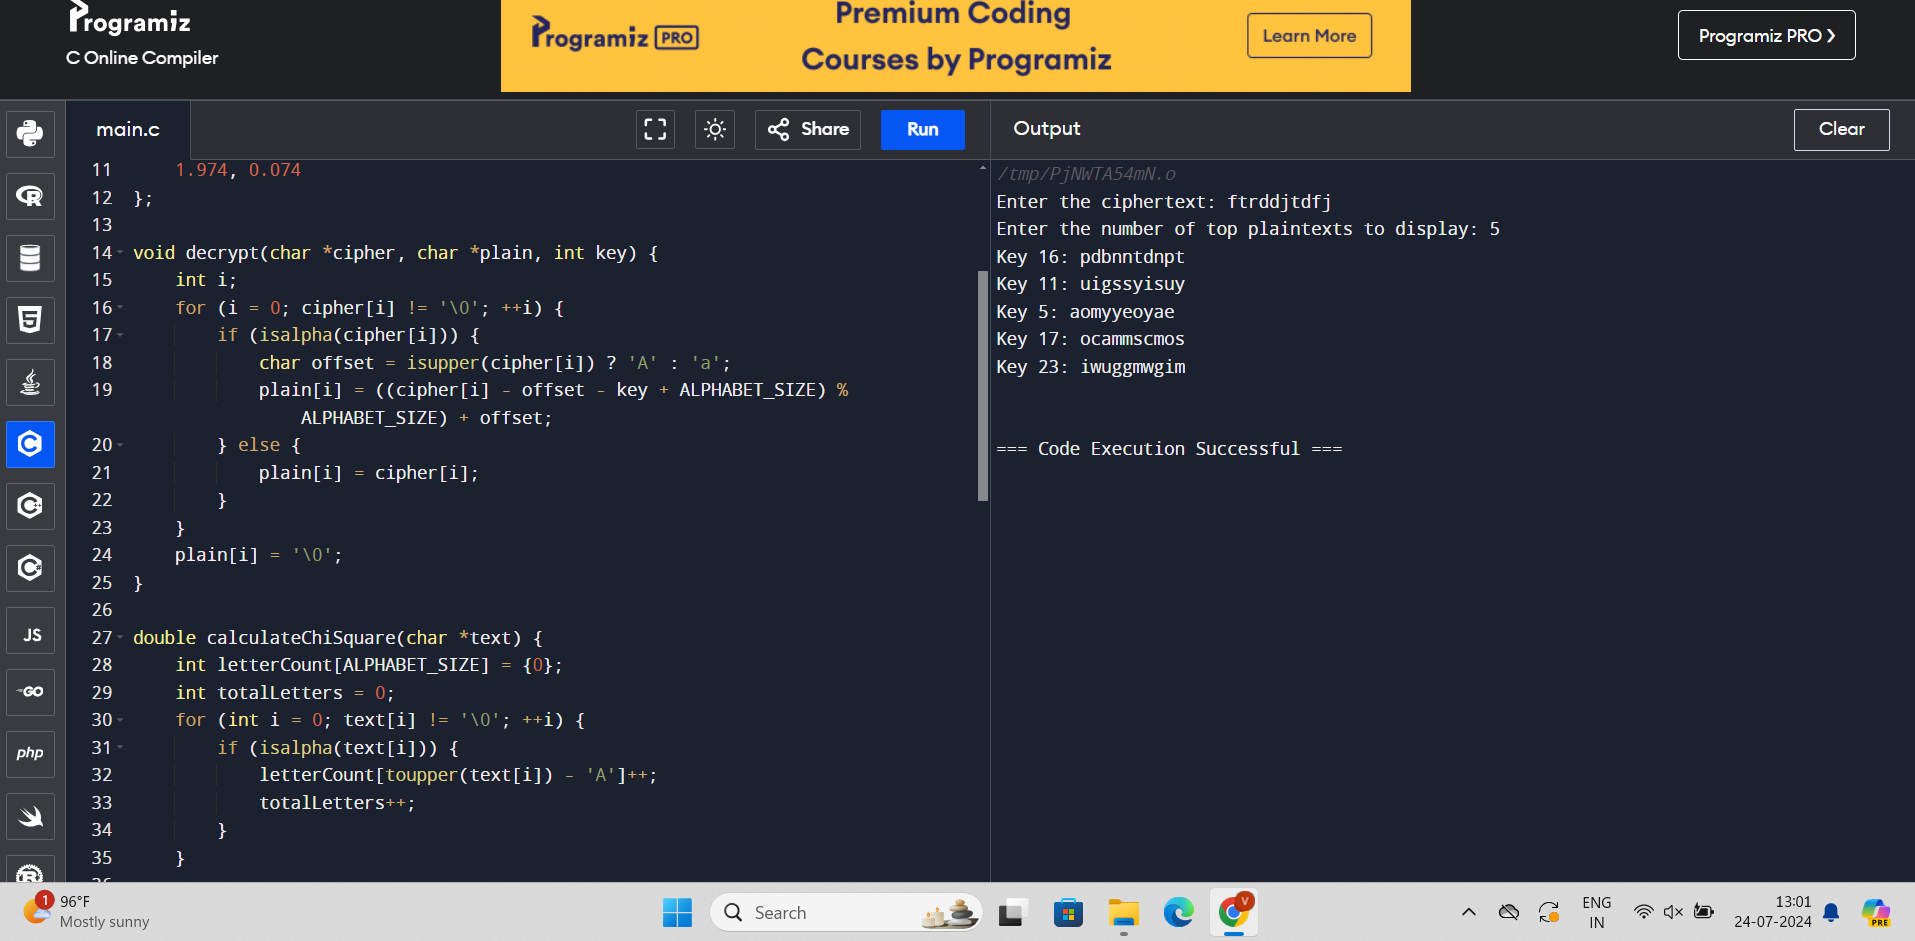 Programiz
C Online Compiler
Programiz PRO
Premium Coding
Courses by Programiz
Learn More
Programiz PRO ❯
main.c
Share
Run
Output
Clear
11 1.974, 0.074
12 };
13
14 void decrypt(char *cipher, char *plain, int key) {
15 int i;
16 for (i = 0; cipher[i] != '\0'; ++i) {
17 if (isalpha(cipher[i])) {
18 char offset = isupper(cipher[i]) ? 'A' : 'a';
19 plain[i] = ((cipher[i] - offset - key + ALPHABET_SIZE) %
ALPHABET_SIZE) + offset;
20 } else {
21 plain[i] = cipher[i];
22 }
23 }
24 plain[i] = '\0';
25 }
26
27 double calculateChiSquare(char *text) {
28 int letterCount[ALPHABET_SIZE] = {0};
29 int totalLetters = 0;
30 for (int i = 0; text[i] != '\0'; ++i) {
31 if (isalpha(text[i])) {
32 letterCount[toupper(text[i]) - 'A']++;
33 totalLetters++;
34 }
35 }
/tmp/PjNWTA54mN.o
Enter the ciphertext: ftrddjtdfj
Enter the number of top plaintexts to display: 5
Key 16: pdbnntdnpt
Key 11: uigssyisuy
Key 5: aomyyeoyae
Key 17: ocammscmos
Key 23: iwuggmwgim
=== Code Execution Successful ===
JS
GO
php
1
96°F
Mostly sunny
Search
V
ENG
IN
13:01
24-07-2024
PRE